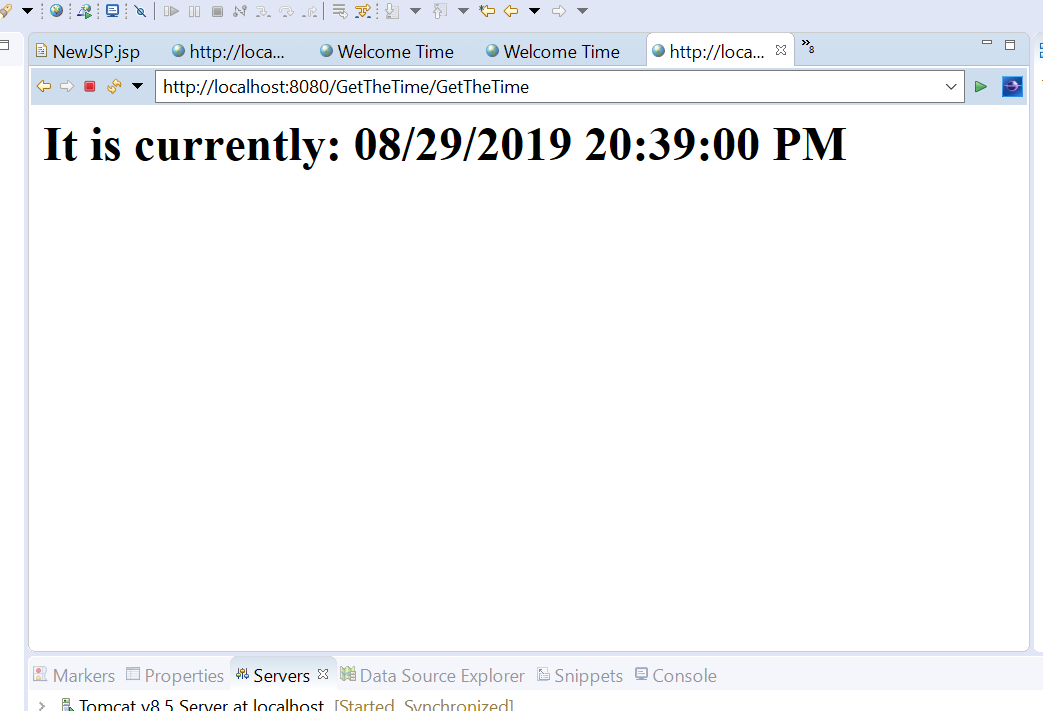 NewJSP.jsp http://loca... Welcome Time Welcome Time http://loca... »8
http://localhost:8080/GetTheTime/GetTheTime
It is currently: 08/29/2019 20:39:00 PM
Markers Properties Servers Data Source Explorer Snippets Console
Tomcat v8.5 Server at localhost [Started, Synchronized]